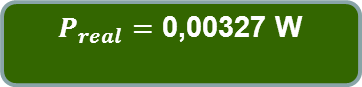 P_real = 0,00327 W